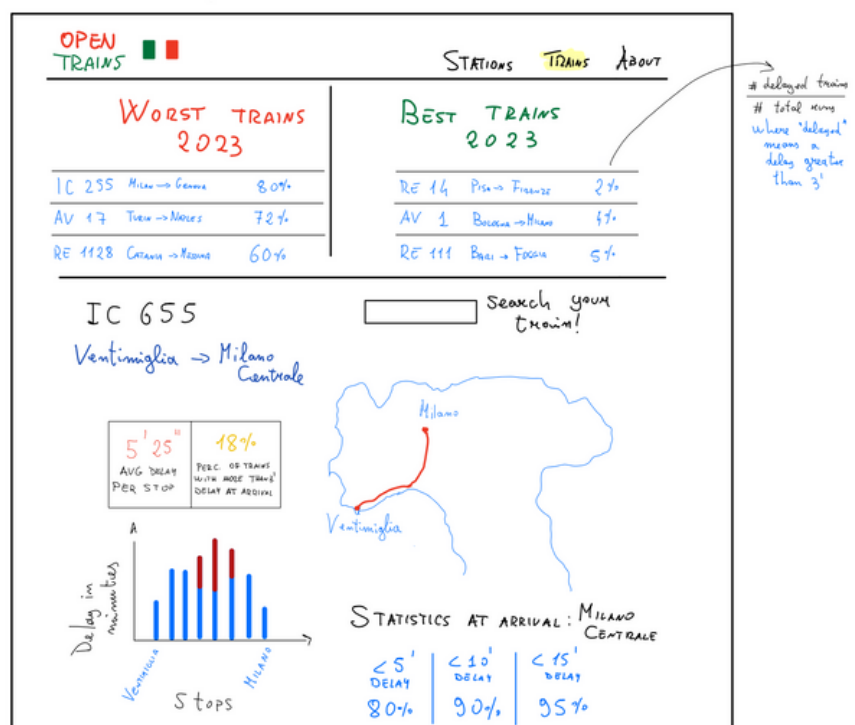 OPEN
TRAINS
STATIONS TRAINS ABOUT
# delayed trains
# total runs
where "delayed"
means a
delay greater
than 3'
WORST TRAINS
2023
IC 255 MILAN → GENOVA 80%
AV 17 TURIN → NAPLES 72%
RE 1128 CATANIA → MESSINA 60%
BEST TRAINS
2023
RE 14 PISA → FIRENZE 2%
AV 1 BOLOGNA → MILANO 4%
RE 111 BARI → FOGGIA 5%
IC 655
Ventimiglia → Milano
Centrale
search your
train!
5' 25"
AVG DELAY
PER STOP
18%
PERC. OF TRAINS
WITH MORE THAN 3'
DELAY AT ARRIVAL
Milano
Ventimiglia
A
Delay in
minutes
VENTIMIGLIA
MILANO
Stops
STATISTICS AT ARRIVAL: MILANO
CENTRALE
<5' <10' <15'
DELAY DELAY DELAY
80% 90% 95%